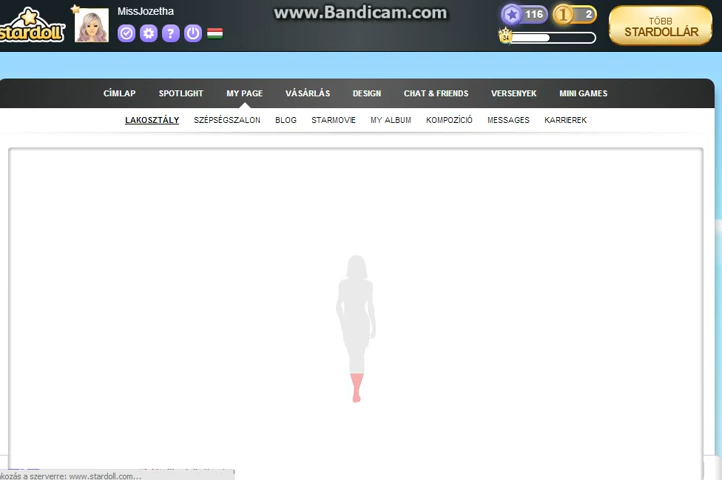 www.Bandicam.com
stardoll
MissJozetha
116
2
24
TÖBB
STARDOLLÁR
?
CÍMLAP SPOTLIGHT MY PAGE VÁSÁRLÁS DESIGN CHAT & FRIENDS VERSENYEK MINI GAMES
LAKOSZTÁLY SZÉPSÉGSZALON BLOG STARMOVIE MY ALBUM KOMPOZÍCIÓ MESSAGES KARRIEREK
a szerverre: www.stardoll.com...